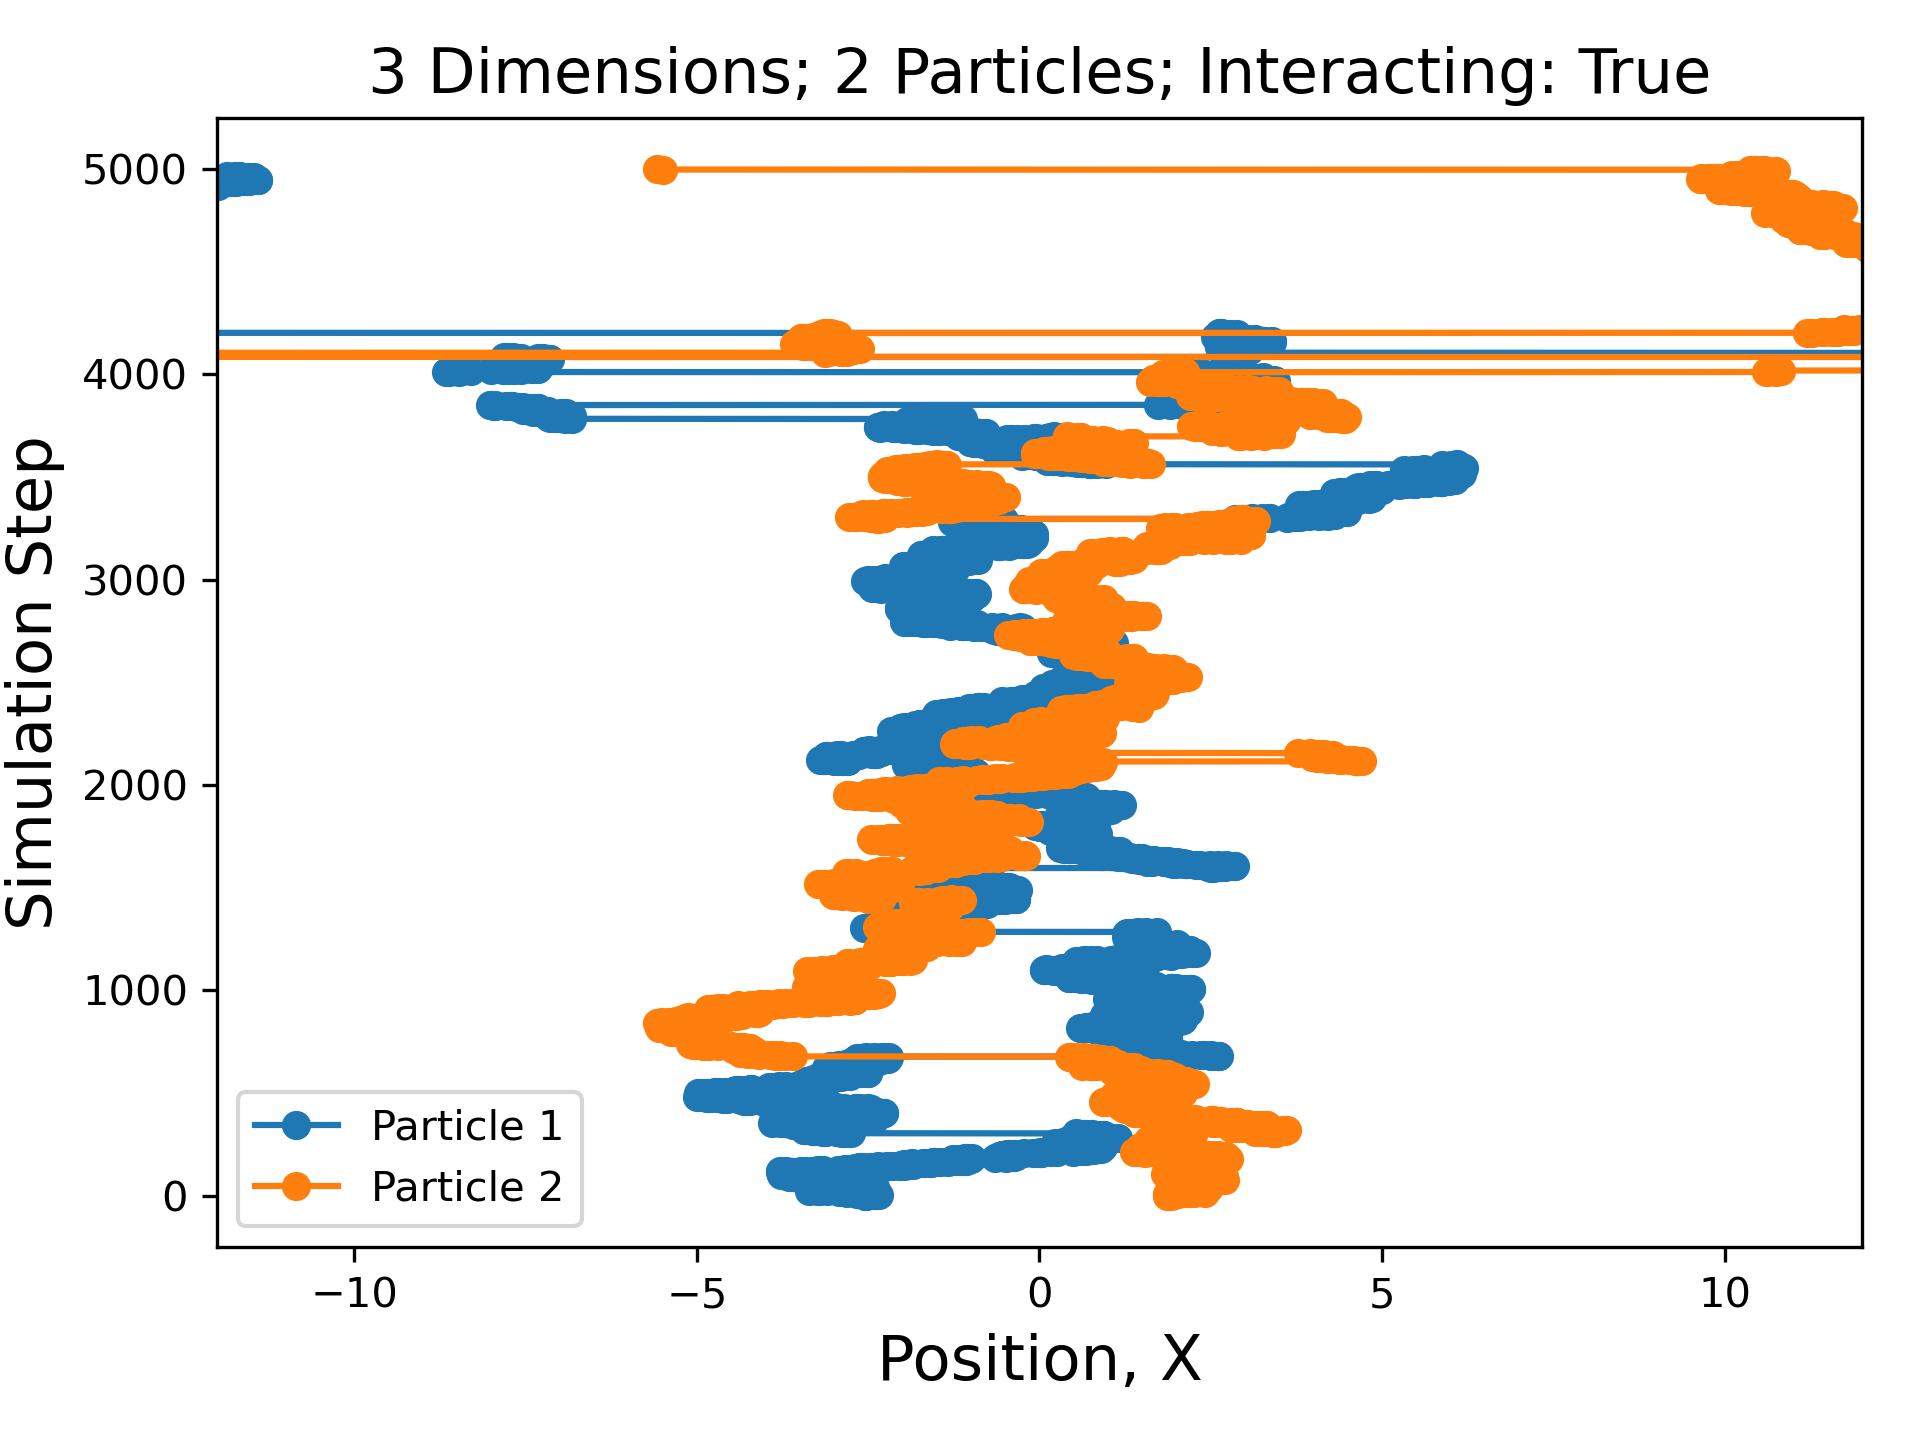 3 Dimensions; 2 Particles; Interacting: True
Simulation Step
5000
4000
3000
2000
1000
0
Particle 1
Particle 2
−10
−5
0
5
10
Position, X